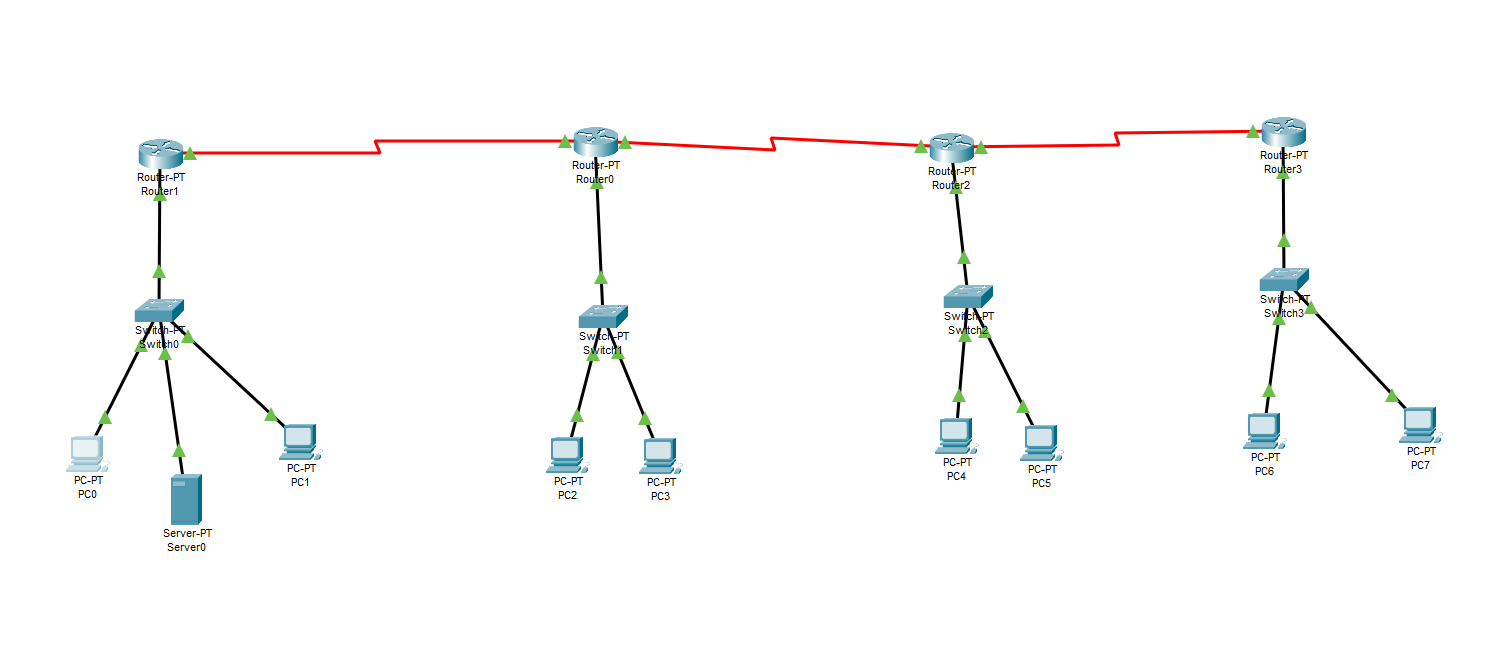 Router-PT
Router1
Router-PT
Router0
Router-PT
Router2
Router-PT
Router3
Switch-PT
Switch0
Switch-PT
Switch1
Switch-PT
Switch2
Switch-PT
Switch3
PC-PT
PC0
Server-PT
Server0
PC-PT
PC1
PC-PT
PC2
PC-PT
PC3
PC-PT
PC4
PC-PT
PC5
PC-PT
PC6
PC-PT
PC7